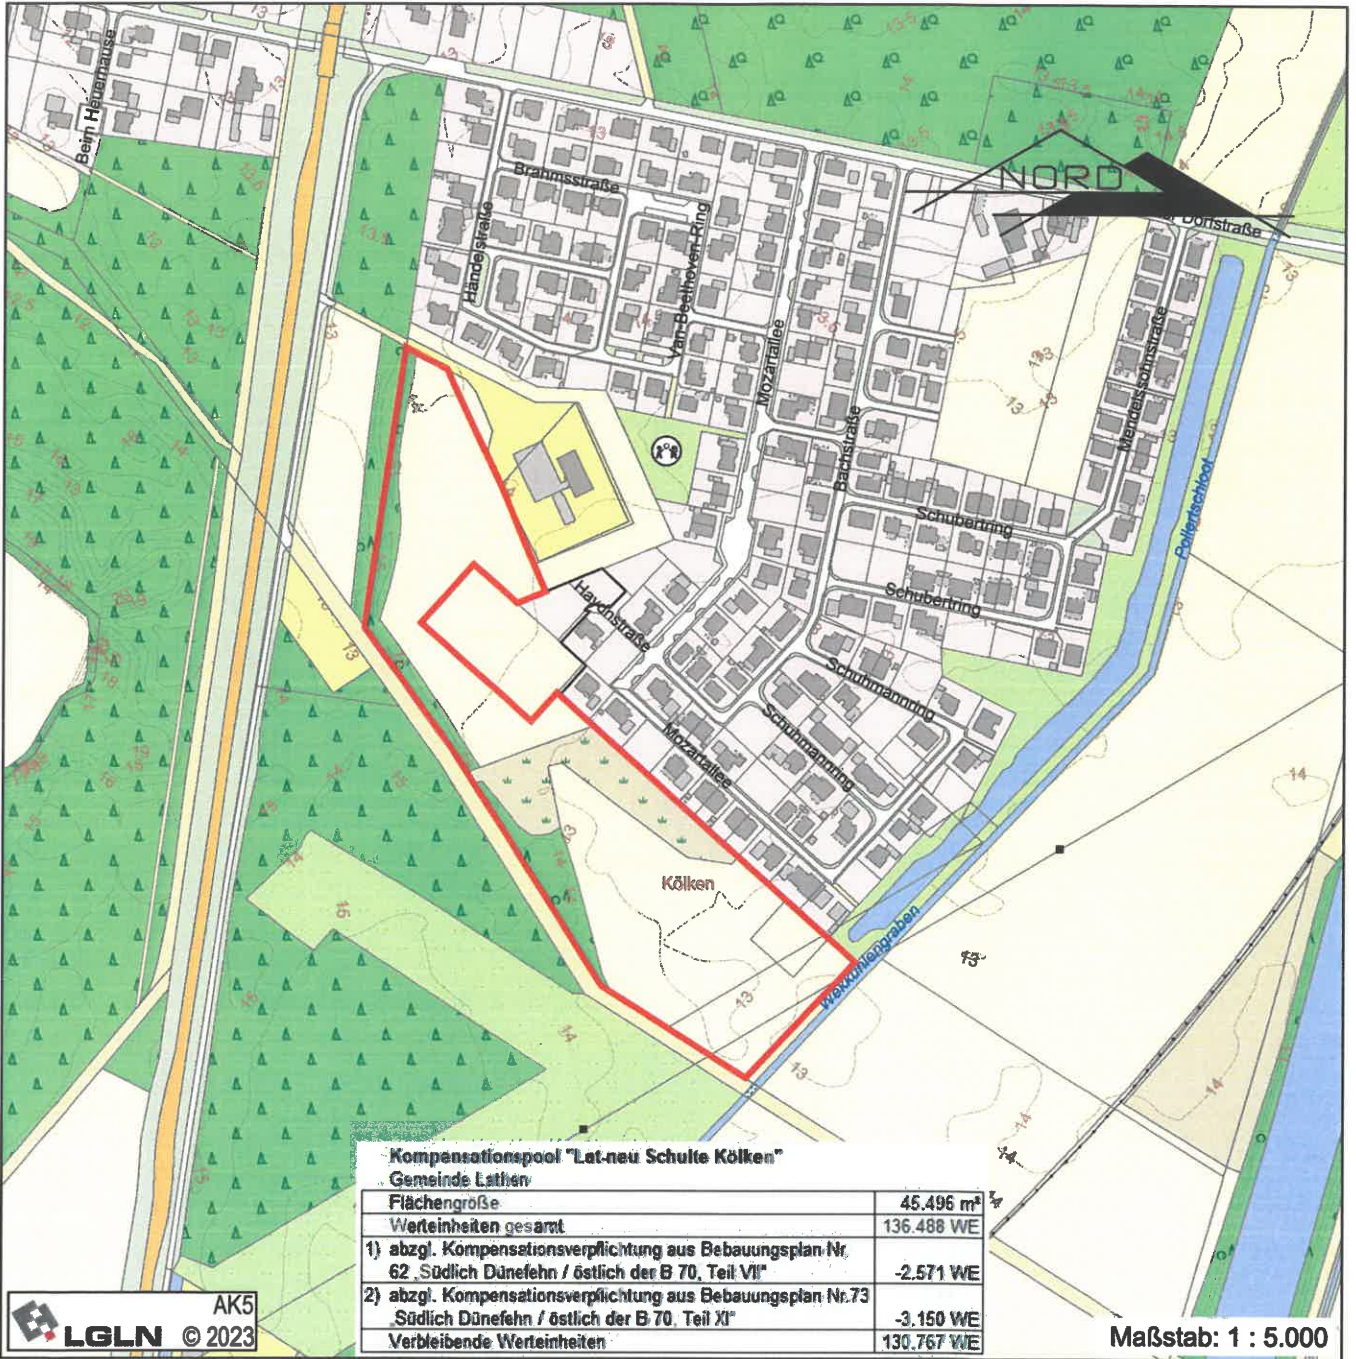 Beim Heuerhause
Brahmsstraße
NORD
Dorfstraße
Händelstraße
Van-Beethoven-Ring
Mozartallee
Bachstraße
Mendelssohnstraße
Pollertschloot
Schubertring
Schubertring
Haydnstraße
Schuhmannring
Schuhmannring
Mozartallee
Kölken
Wekkuhlengraben
Kompensationspool "Lat-neu Schulte Kölken"
Gemeinde Lathen
Flächengröße 45.496 m²
Werteinheiten gesamt 136.488 WE
1) abzgl. Kompensationsverpflichtung aus Bebauungsplan Nr.
62 „Südlich Dünefehn / östlich der B 70, Teil VII" -2.571 WE
2) abzgl. Kompensationsverpflichtung aus Bebauungsplan Nr.73
„Südlich Dünefehn / östlich der B 70, Teil XI" -3.150 WE
Verbleibende Werteinheiten 130.767 WE
AK5
LGLN © 2023
Maßstab: 1 : 5.000